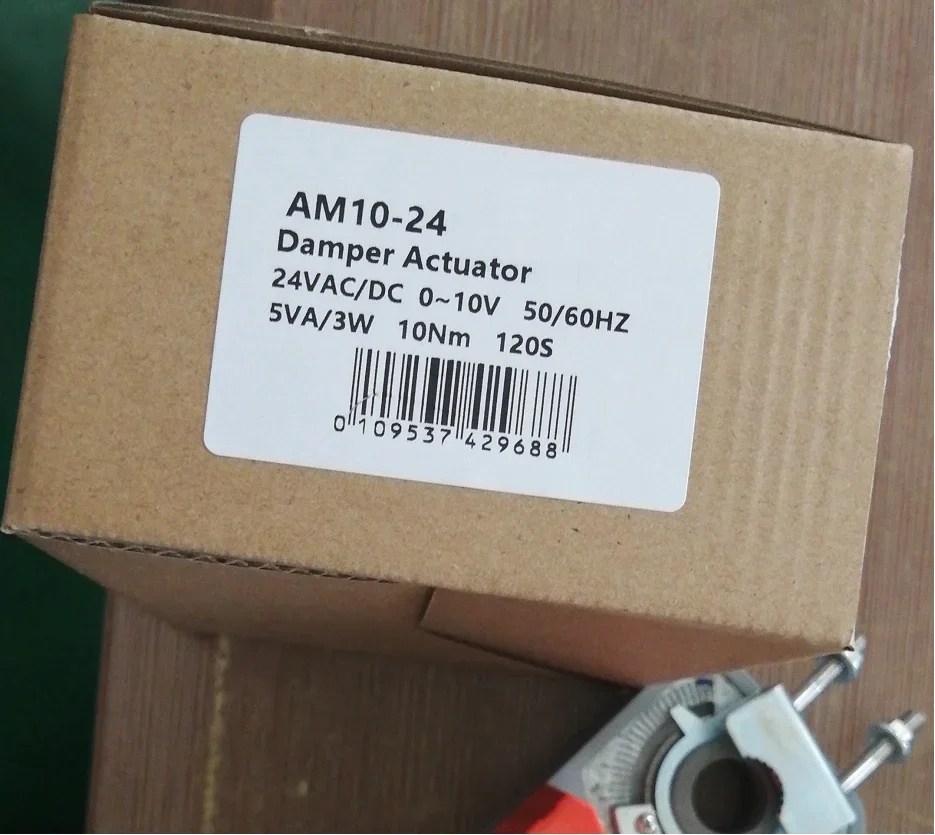 AM10-24
Damper Actuator
24VAC/DC 0~10V 50/60HZ
5VA/3W 10Nm 120S
0 109537 429688